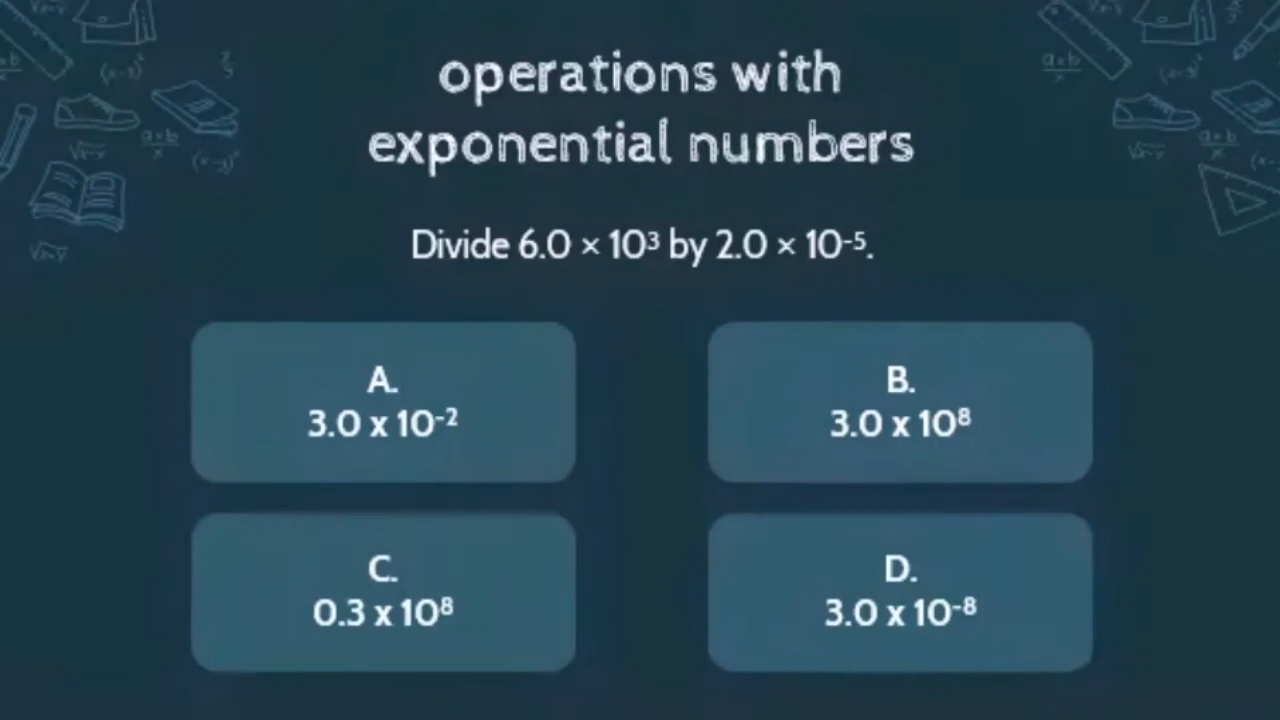 operations with
exponential numbers
Divide 6.0 × 10³ by 2.0 × 10⁻⁵.
A.
3.0 x 10⁻²
B.
3.0 x 10⁸
C.
0.3 x 10⁸
D.
3.0 x 10⁻⁸